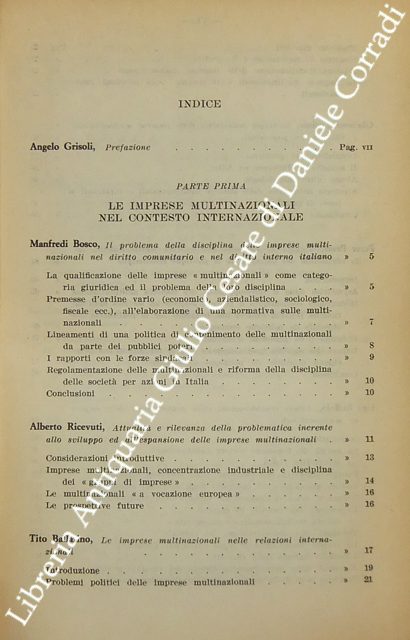 INDICE
Angelo Grisoli, Prefazione . . . . . . . . . . . Pag. VII
PARTE PRIMA
LE IMPRESE MULTINAZIONALI
NEL CONTESTO INTERNAZIONALE
Manfredi Bosco, Il problema della disciplina delle imprese multi-
nazionali nel diritto comunitario e nel diritto interno italiano » 5
La qualificazione delle imprese « multinazionali » come catego-
ria giuridica ed il problema della loro disciplina . . . . » 5
Premesse d'ordine vario (economico, aziendalistico, sociologico,
fiscale ecc.), all'elaborazione di una normativa sulle multi-
nazionali . . . . . . . . . . . . » 7
Lineamenti di una politica di contenimento delle multinazionali
da parte dei pubblici poteri . . . . . . . . » 8
I rapporti con le forze sindacali . . . . . . . . » 9
Regolamentazione delle multinazionali e riforma della disciplina
delle società per azioni in Italia . . . . . . . » 10
Conclusioni . . . . . . . . . . . . » 10
Alberto Ricevuti, Attualità e rilevanza della problematica inerente
allo sviluppo ed all'espansione delle imprese multinazionali . » 11
Considerazioni introduttive . . . . . . . . . » 13
Imprese multinazionali, concentrazione industriale e disciplina
dei « gruppi di imprese » . . . . . . . . . » 14
Le multinazionali « a vocazione europea » . . . . . . » 16
Le prospettive future . . . . . . . . . . » 16
Tito Ballarino, Le imprese multinazionali nelle relazioni interna-
zionali . . . . . . . . . . . . » 17
Introduzione . . . . . . . . . . . . » 19
Problemi politici delle imprese multinazionali . . . . . » 21
Libreria Antiquaria Giulio Cesare di Daniele Corradi